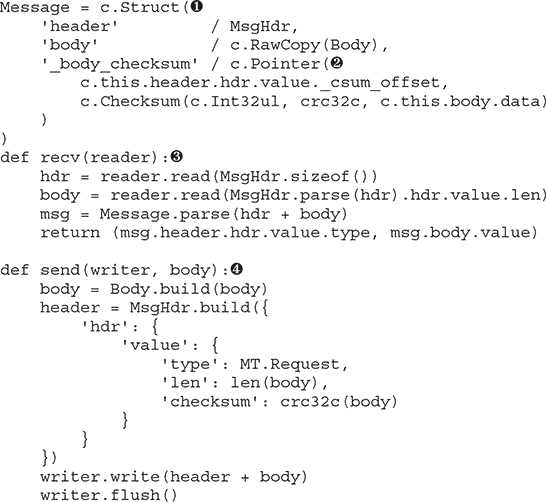 Message = c.Struct(❶
    'header'         / MsgHdr,
    'body'           / c.RawCopy(Body),
    '_body_checksum' / c.Pointer(❷
        c.this.header.hdr.value._csum_offset,
        c.Checksum(c.Int32ul, crc32c, c.this.body.data)
    )
)
def recv(reader):❸
    hdr = reader.read(MsgHdr.sizeof())
    body = reader.read(MsgHdr.parse(hdr).hdr.value.len)
    msg = Message.parse(hdr + body)
    return (msg.header.hdr.value.type, msg.body.value)

def send(writer, body):❹
    body = Body.build(body)
    header = MsgHdr.build({
        'hdr': {
            'value': {
                'type': MT.Request,
                'len': len(body),
                'checksum': crc32c(body)
            }
        }
    })
    writer.write(header + body)
    writer.flush()